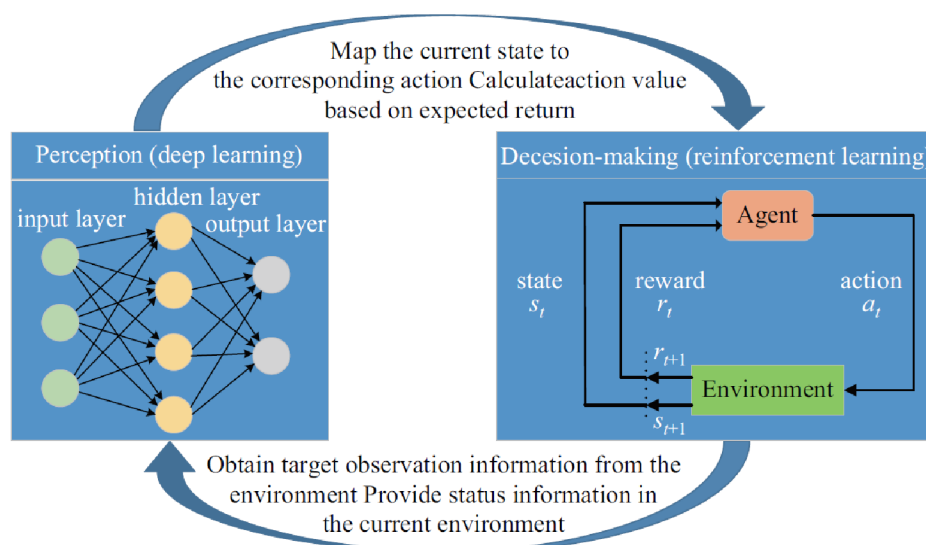 Map the current state to
the corresponding action Calculateaction value
based on expected return
Perception (deep learning)
hidden layer
input layer
output layer
Decesion-making (reinforcement learning)
Agent
state
s_t
reward
r_t
action
a_t
r_{t+1}
Environment
s_{t+1}
Obtain target observation information from the
environment Provide status information in
the current environment